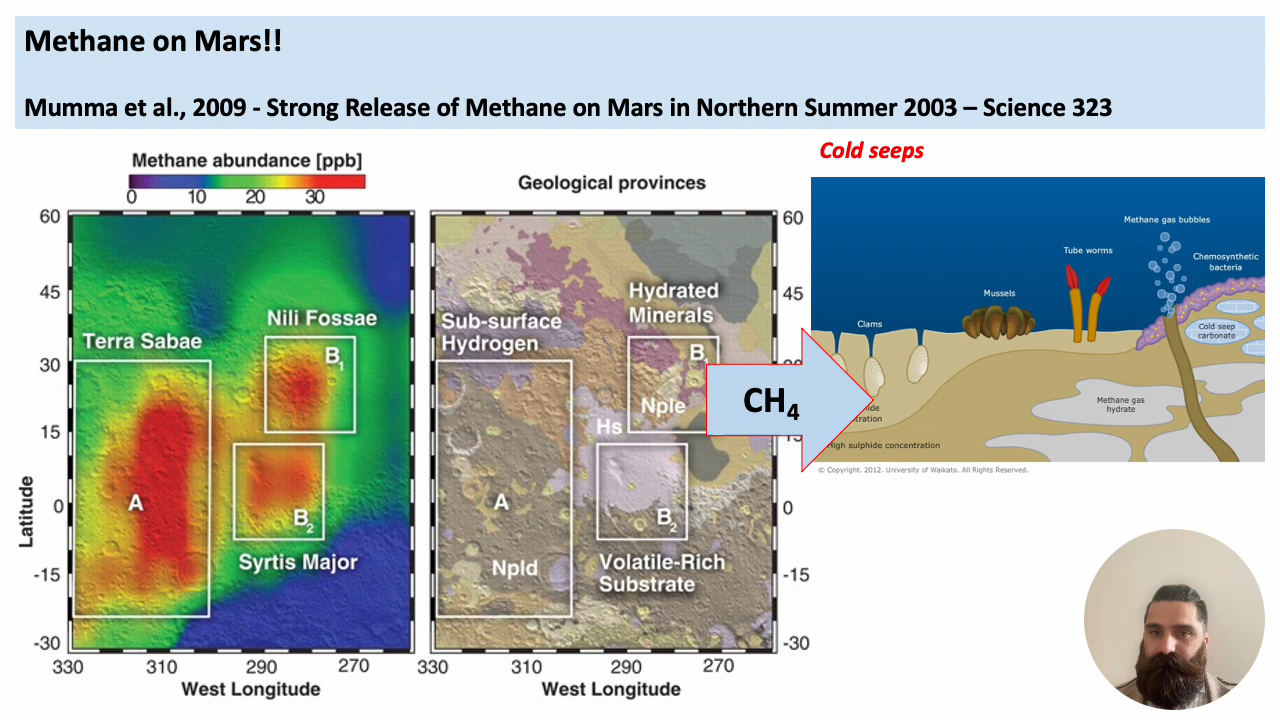 Methane on Mars!!
Mumma et al., 2009 - Strong Release of Methane on Mars in Northern Summer 2003 – Science 323
Methane abundance [ppb]
0 10 20 30
60
45
30
15
0
-15
-30
Latitude
330 310 290 270
West Longitude
Terra Sabae
Nili Fossae
B1
A
B2
Syrtis Major
Geological provinces
Hydrated
Minerals
Sub-surface
Hydrogen
B1
Nple
Hs
A
B2
Npld
Volatile-Rich
Substrate
60
45
0
-15
-30
330 310 290 270
West Longitude
CH4
Cold seeps
Methane gas bubbles
Tube worms
Chemosynthetic
bacteria
Mussels
Clams
Cold seep
carbonate
Methane gas
hydrate
High sulphide concentration
© Copyright. 2012. University of Waikato. All Rights Reserved.